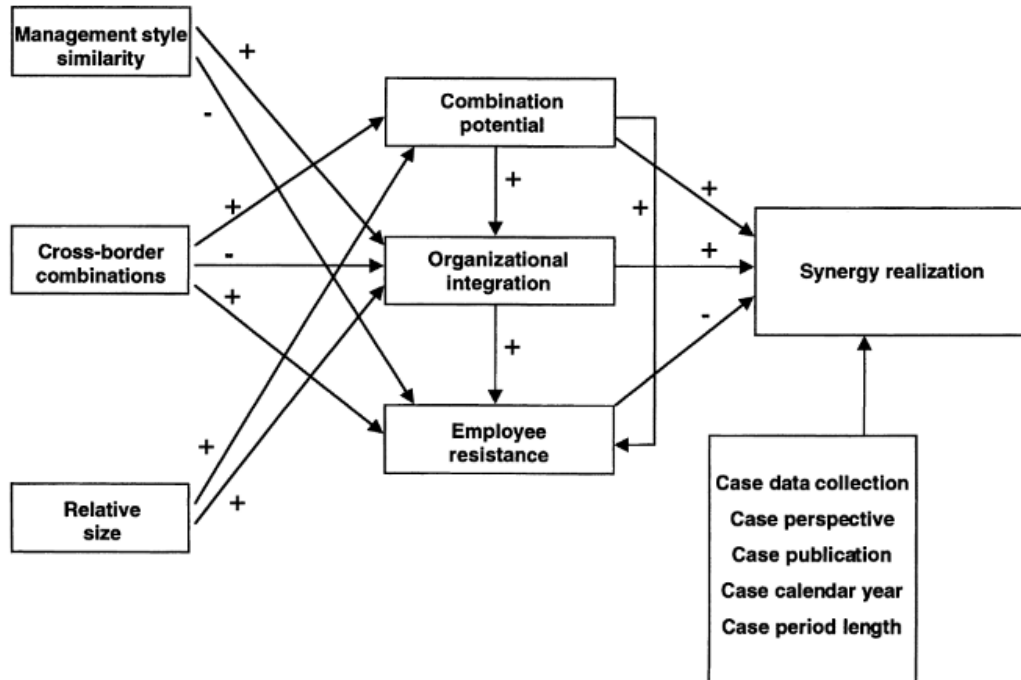 Management style
similarity
+
-
Combination
potential
+
+
+
+
Cross-border
combinations
-
+
Organizational
integration
+
Synergy realization
-
+
Employee
resistance
+
Relative
size
+
Case data collection
Case perspective
Case publication
Case calendar year
Case period length